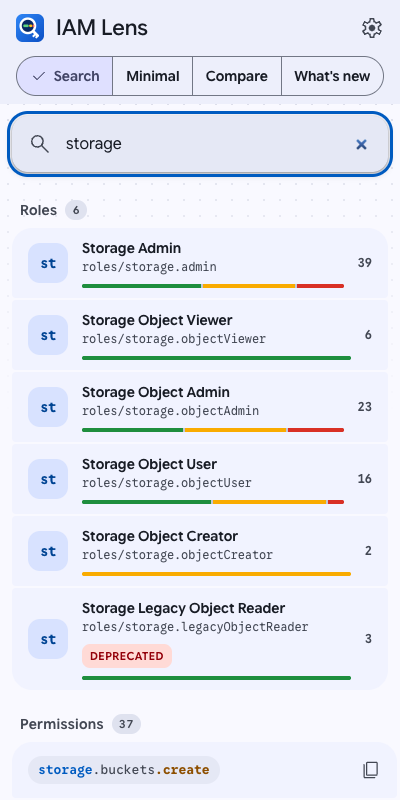 IAM Lens
Search
Minimal
Compare
What's new
storage
Roles 6
st
Storage Admin
roles/storage.admin
39
st
Storage Object Viewer
roles/storage.objectViewer
6
st
Storage Object Admin
roles/storage.objectAdmin
23
st
Storage Object User
roles/storage.objectUser
16
st
Storage Object Creator
roles/storage.objectCreator
2
st
Storage Legacy Object Reader
roles/storage.legacyObjectReader
DEPRECATED
3
Permissions 37
storage.buckets.create